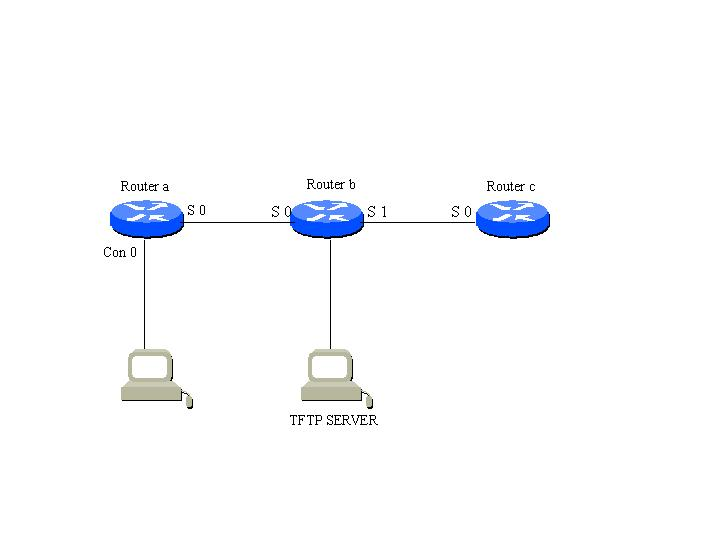 Router a
Router b
Router c
S 0
S 0
S 1
S 0
Con 0
TFTP SERVER